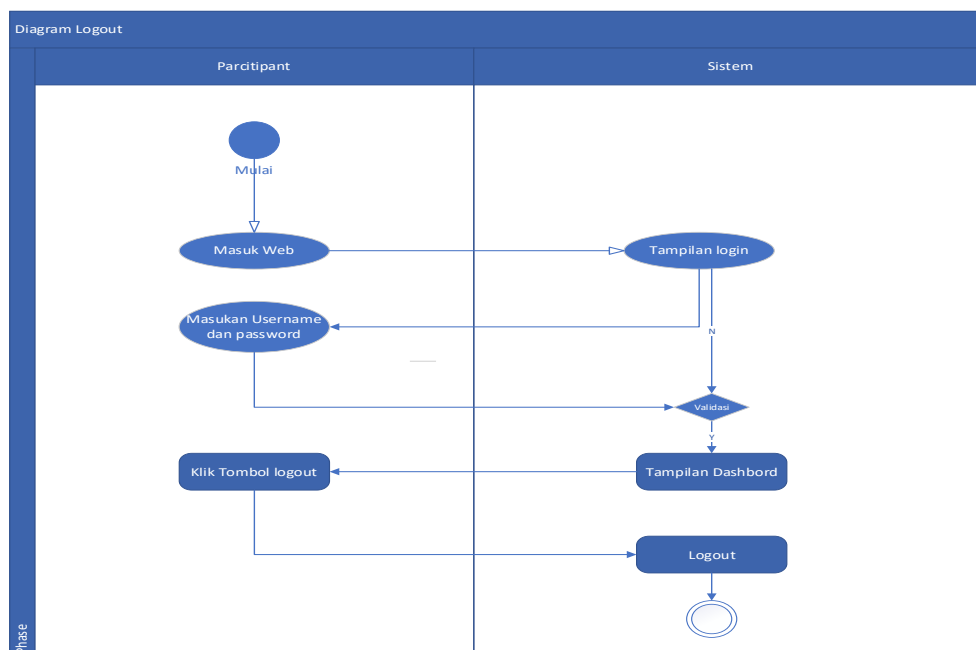 Diagram Logout
Parcitipant
Sistem
Mulai
Masuk Web
Tampilan login
Masukan Username
dan password
N
Validasi
Y
Klik Tombol logout
Tampilan Dashbord
Logout
Phase